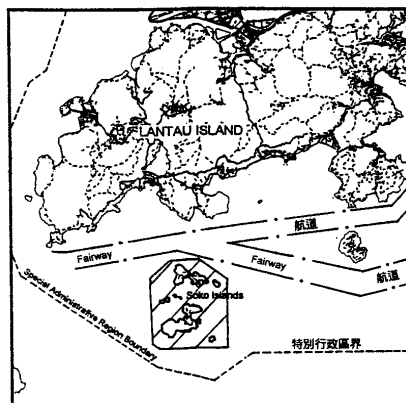 LANTAU ISLAND
航道
Fairway
Fairway
航道
Soko Islands
Special Administrative Region Boundary
特別行政區界